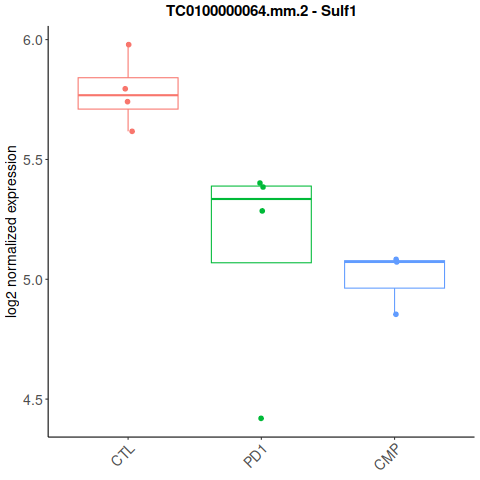 TC0100000064.mm.2 - Sulf1
log2 normalized expression
6.0
5.5
5.0
4.5
CTL
PD1
CMP